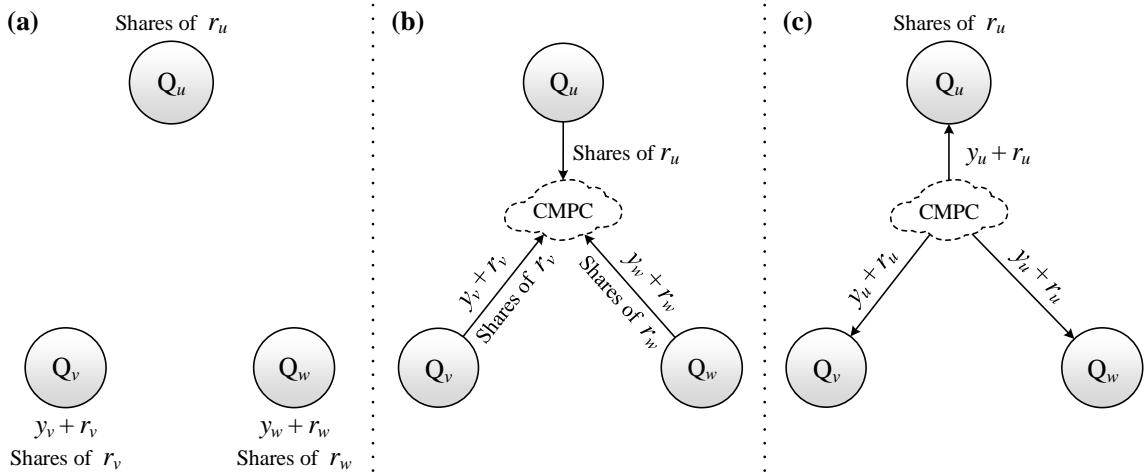 (a)
Shares of r_u
Q_u
Q_v
Q_w
y_v + r_v
Shares of r_v
y_w + r_w
Shares of r_w
(b)
Q_u
Shares of r_u
CMPC
y_v + r_v
Shares of r_v
y_w + r_w
Shares of r_w
Q_v
Q_w
(c)
Shares of r_u
Q_u
y_u + r_u
CMPC
y_u + r_u
y_u + r_u
Q_v
Q_w